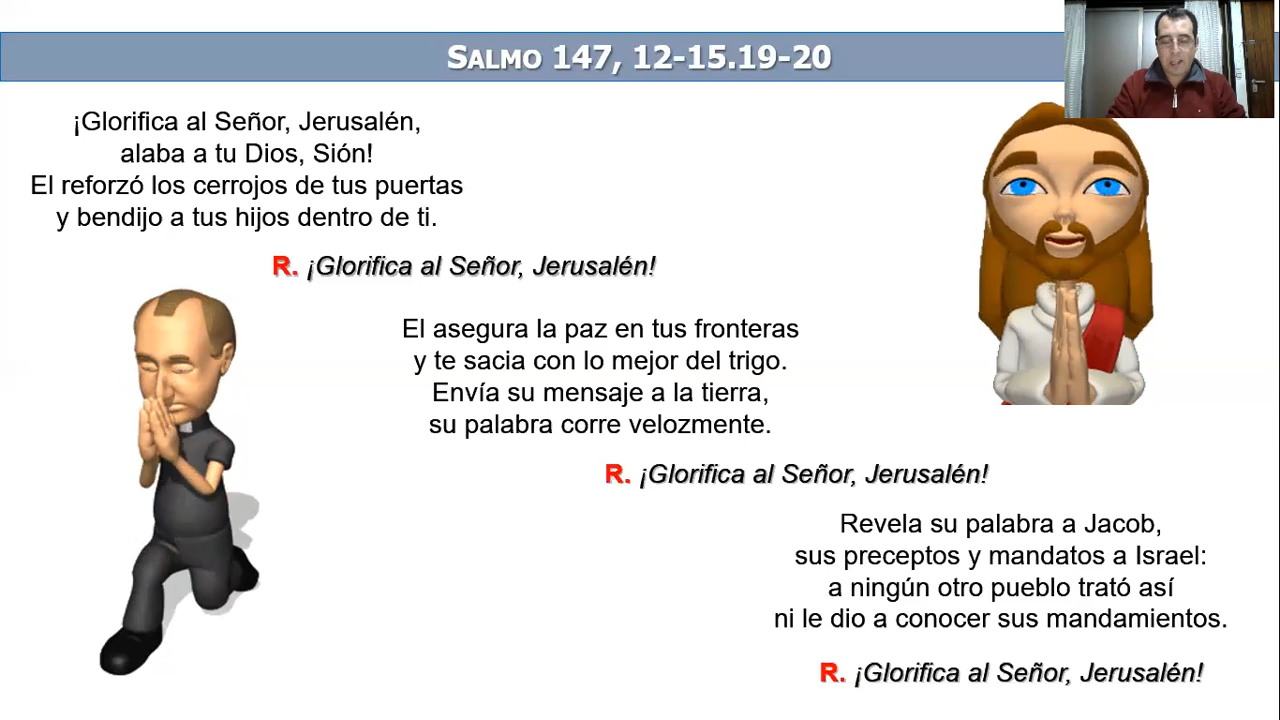 SALMO 147, 12-15.19-20
¡Glorifica al Señor, Jerusalén,
alaba a tu Dios, Sión!
El reforzó los cerrojos de tus puertas
y bendijo a tus hijos dentro de ti.
R. ¡Glorifica al Señor, Jerusalén!
El asegura la paz en tus fronteras
y te sacia con lo mejor del trigo.
Envía su mensaje a la tierra,
su palabra corre velozmente.
R. ¡Glorifica al Señor, Jerusalén!
Revela su palabra a Jacob,
sus preceptos y mandatos a Israel:
a ningún otro pueblo trató así
ni le dio a conocer sus mandamientos.
R. ¡Glorifica al Señor, Jerusalén!